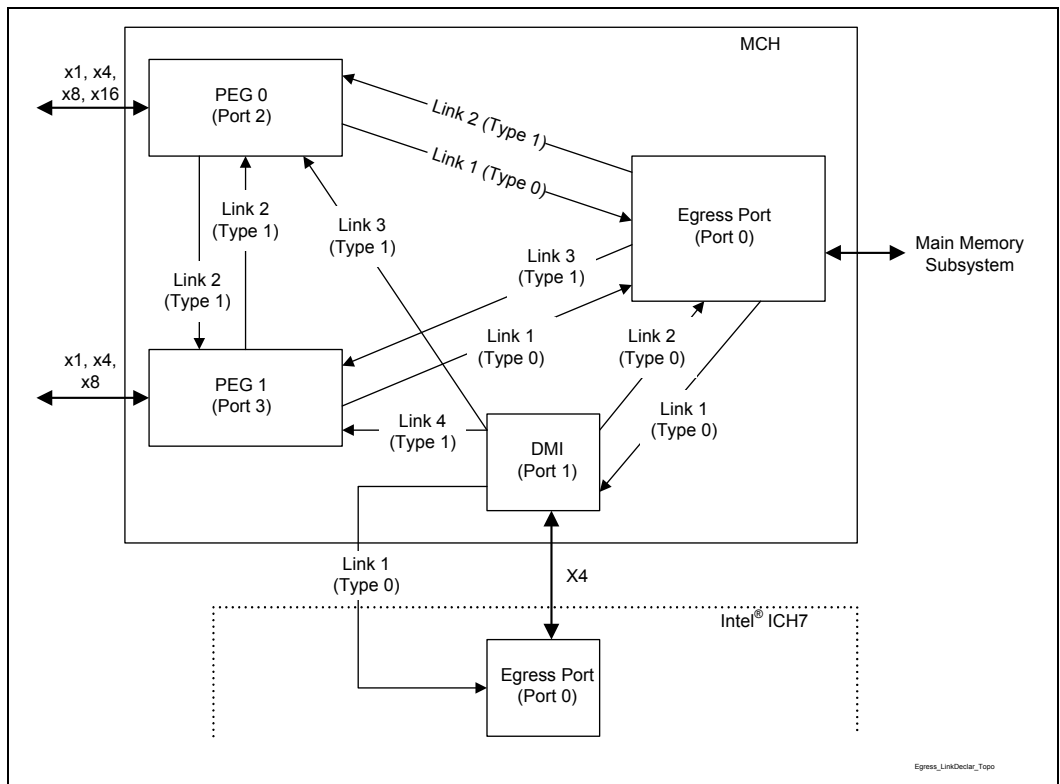 MCH
x1, x4,
x8, x16
PEG 0
(Port 2)
Link 2 (Type 1)
Link 1 (Type 0)
Egress Port
(Port 0)
Main Memory
Subsystem
Link 2
(Type 1)
Link 3
(Type 1)
Link 2
(Type 1)
Link 3
(Type 1)
Link 1
(Type 0)
Link 2
(Type 0)
x1, x4,
x8
PEG 1
(Port 3)
Link 4
(Type 1)
Link 1
(Type 0)
DMI
(Port 1)
Link 1
(Type 0)
X4
Intel® ICH7
Egress Port
(Port 0)
Egress_LinkDeclar_Topo